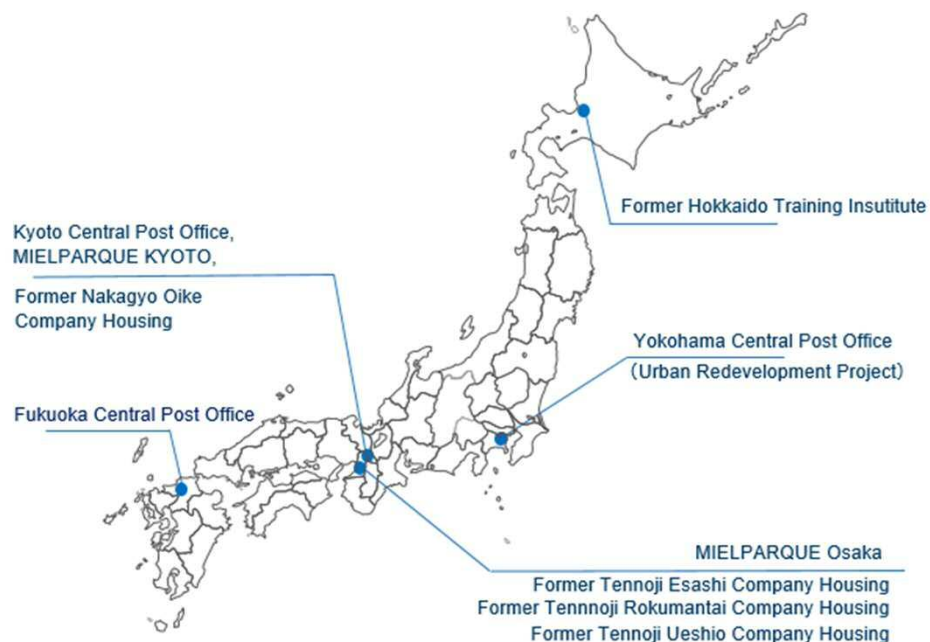 Former Hokkaido Training Insutitute
Kyoto Central Post Office,
MIELPARQUE KYOTO,
Former Nakagyo Oike
Company Housing
Yokohama Central Post Office
（Urban Redevelopment Project）
Fukuoka Central Post Office
MIELPARQUE Osaka
Former Tennoji Esashi Company Housing
Former Tennnoji Rokumantai Company Housing
Former Tennoji Ueshio Company Housing